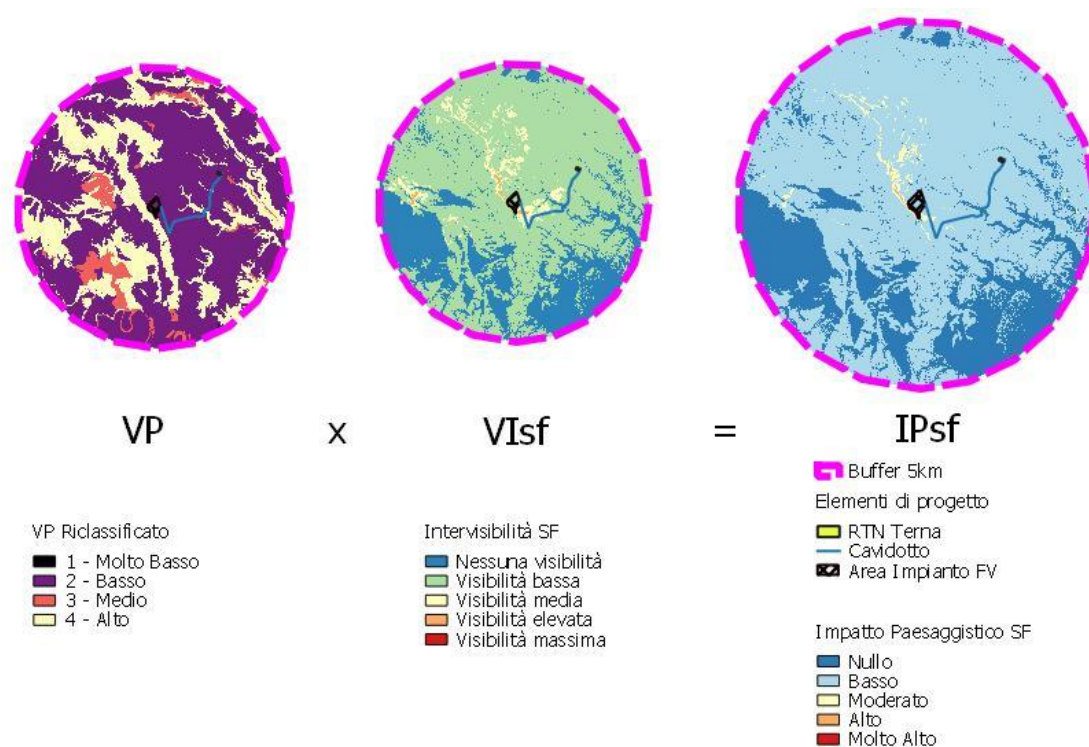 VP x VIsf = IPsf
VP Riclassificato
1 - Molto Basso
2 - Basso
3 - Medio
4 - Alto
Intervisibilità SF
Nessuna visibilità
Visibilità bassa
Visibilità media
Visibilità elevata
Visibilità massima
Buffer 5km
Elementi di progetto
RTN Terna
Cavidotto
Area Impianto FV
Impatto Paesaggistico SF
Nullo
Basso
Moderato
Alto
Molto Alto